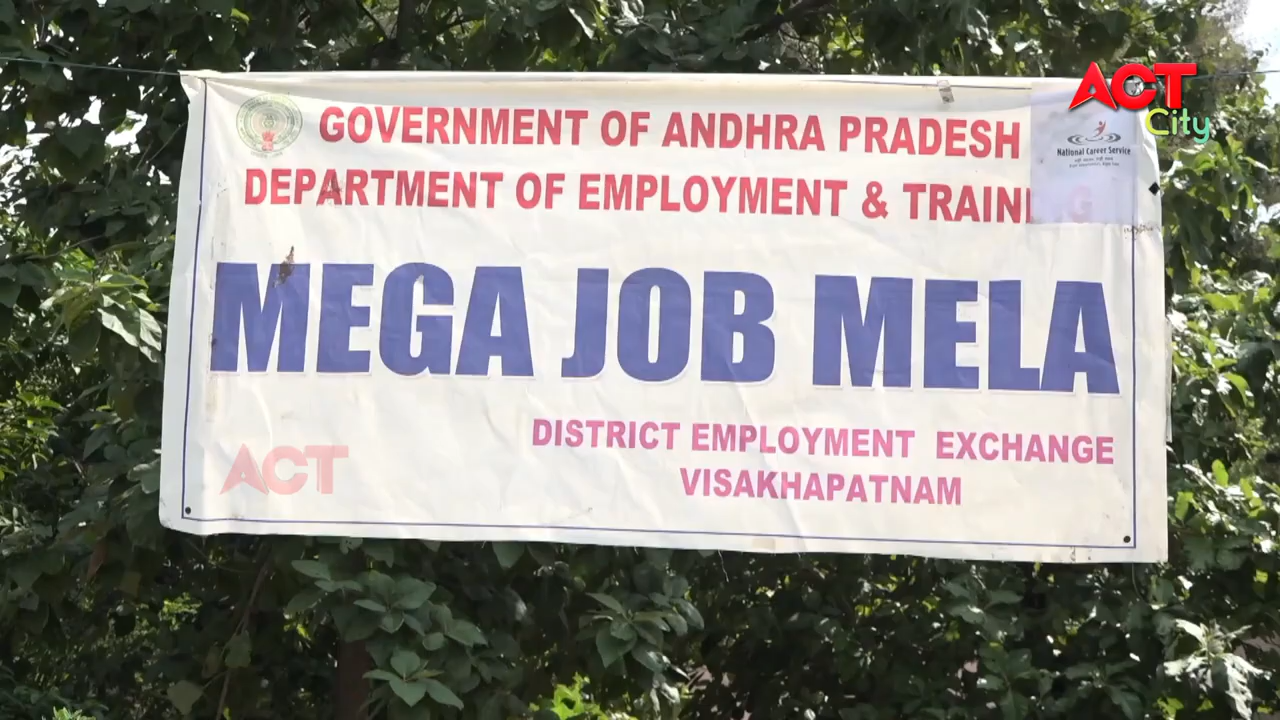 ACT
City
GOVERNMENT OF ANDHRA PRADESH
National Career Service
DEPARTMENT OF EMPLOYMENT & TRAINING
MEGA JOB MELA
DISTRICT EMPLOYMENT EXCHANGE
VISAKHAPATNAM
ACT